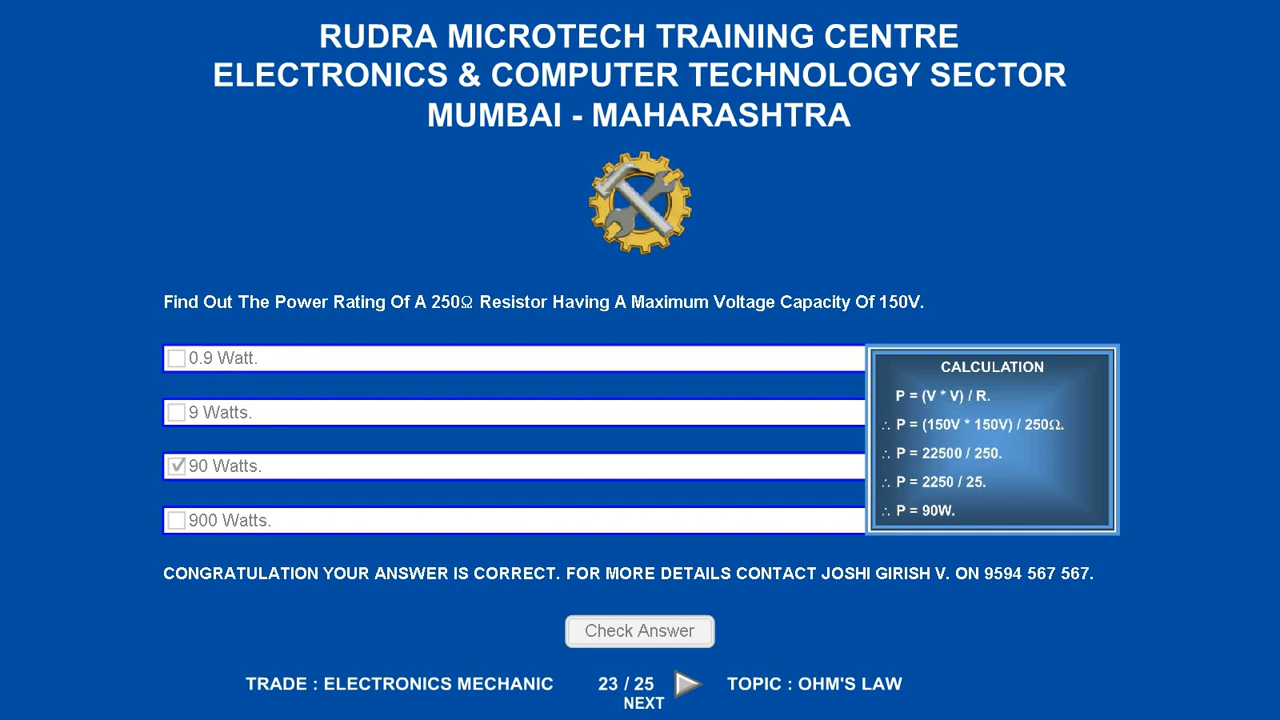 RUDRA MICROTECH TRAINING CENTRE
ELECTRONICS & COMPUTER TECHNOLOGY SECTOR
MUMBAI - MAHARASHTRA
Find Out The Power Rating Of A 250Ω Resistor Having A Maximum Voltage Capacity Of 150V.
0.9 Watt.
9 Watts.
90 Watts.
900 Watts.
CALCULATION
P = (V * V) / R.
∴ P = (150V * 150V) / 250Ω.
∴ P = 22500 / 250.
∴ P = 2250 / 25.
∴ P = 90W.
CONGRATULATION YOUR ANSWER IS CORRECT. FOR MORE DETAILS CONTACT JOSHI GIRISH V. ON 9594 567 567.
Check Answer
TRADE : ELECTRONICS MECHANIC 23 / 25 TOPIC : OHM'S LAW
NEXT